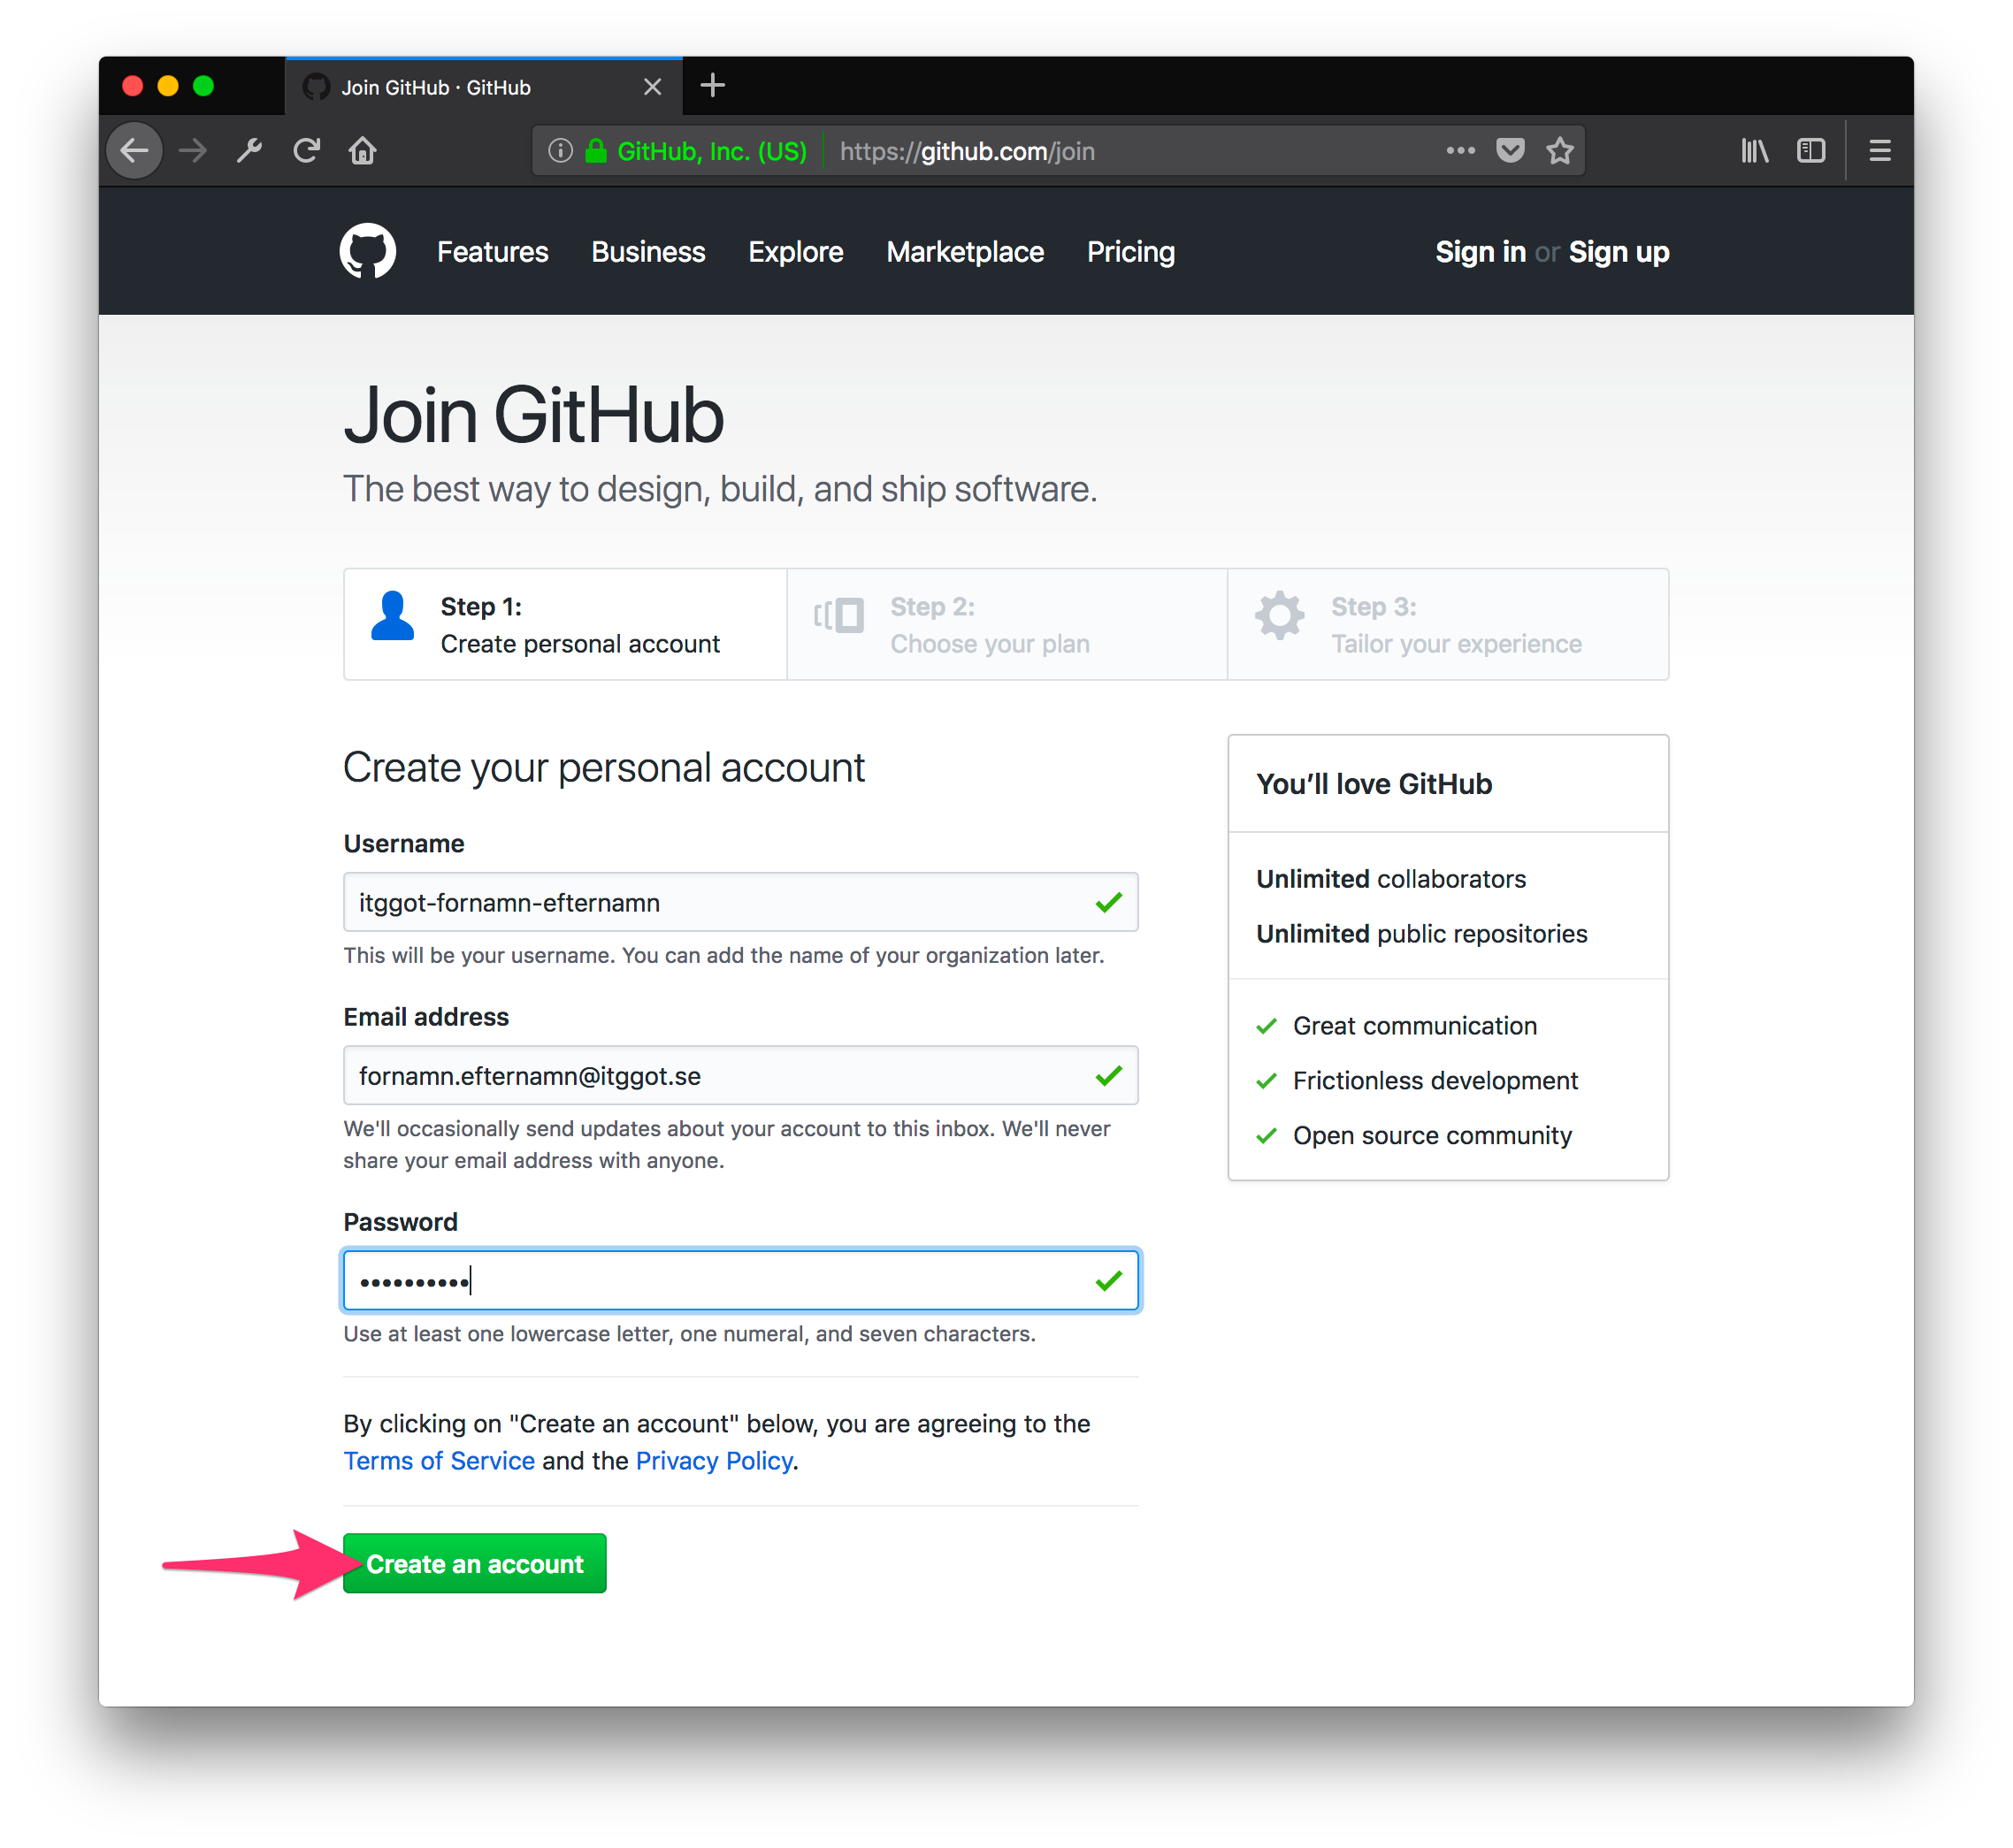 Join GitHub · GitHub
GitHub, Inc. (US) https://github.com/join
Features Business Explore Marketplace Pricing Sign in or Sign up
Join GitHub
The best way to design, build, and ship software.
Step 1:
Create personal account
Step 2:
Choose your plan
Step 3:
Tailor your experience
Create your personal account
Username
itggot-fornamn-efternamn
This will be your username. You can add the name of your organization later.
Email address
fornamn.efternamn@itggot.se
We'll occasionally send updates about your account to this inbox. We'll never
share your email address with anyone.
Password
••••••••••
Use at least one lowercase letter, one numeral, and seven characters.
By clicking on "Create an account" below, you are agreeing to the
Terms of Service and the Privacy Policy.
Create an account
You’ll love GitHub
Unlimited collaborators
Unlimited public repositories
Great communication
Frictionless development
Open source community